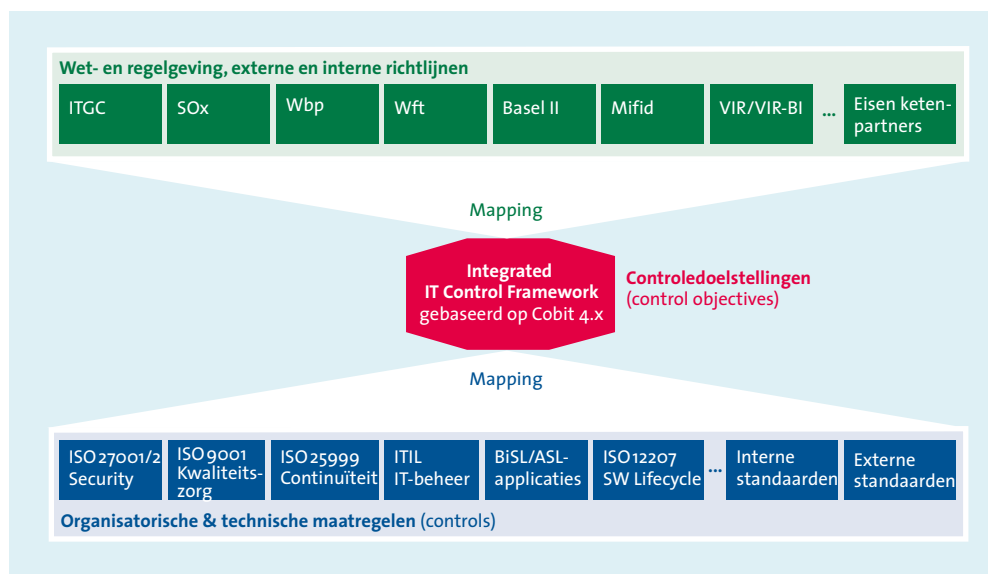 Wet- en regelgeving, externe en interne richtlijnen
ITGC
SOx
Wbp
Wft
Basel II
Mifid
VIR/VIR-BI
...
Eisen keten-
partners
Mapping
Integrated
IT Control Framework
gebaseerd op Cobit 4.x
Controledoelstellingen
(control objectives)
Mapping
ISO27001/2
Security
ISO9001
Kwaliteits-
zorg
ISO25999
Continuïteit
ITIL
IT-beheer
BiSL/ASL-
applicaties
ISO12207
SW Lifecycle
...
Interne
standaarden
Externe
standaarden
Organisatorische & technische maatregelen (controls)